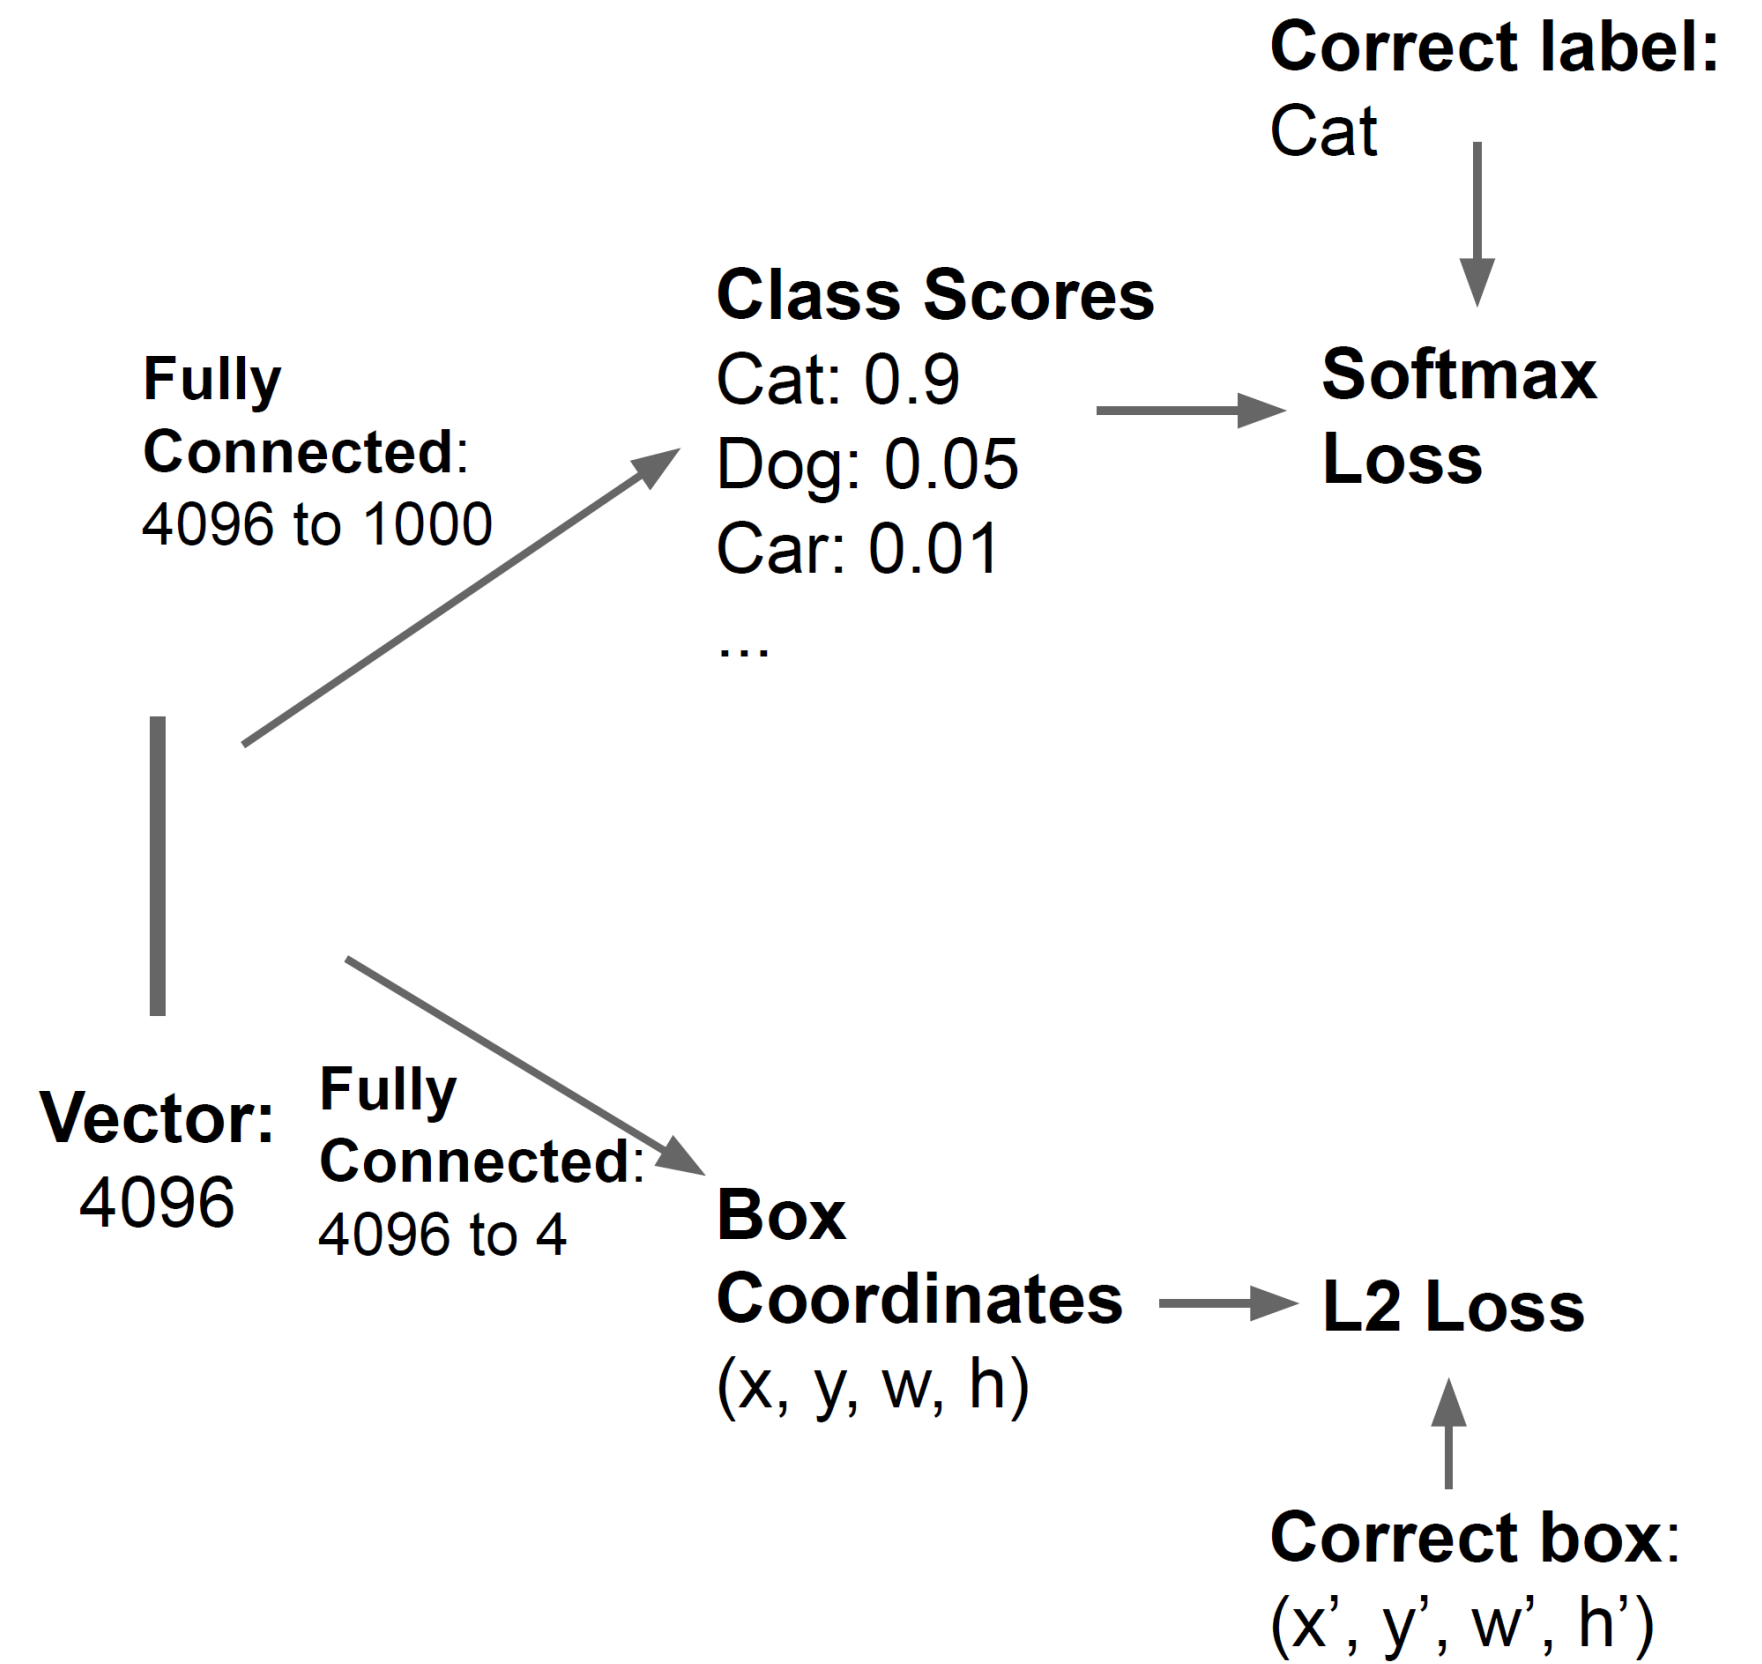 Correct label:
Cat
Class Scores
Cat: 0.9
Dog: 0.05
Car: 0.01
...
Softmax
Loss
Fully
Connected:
4096 to 1000
Vector:
4096
Fully
Connected:
4096 to 4
Box
Coordinates
(x, y, w, h)
L2 Loss
Correct box:
(x’, y’, w’, h’)